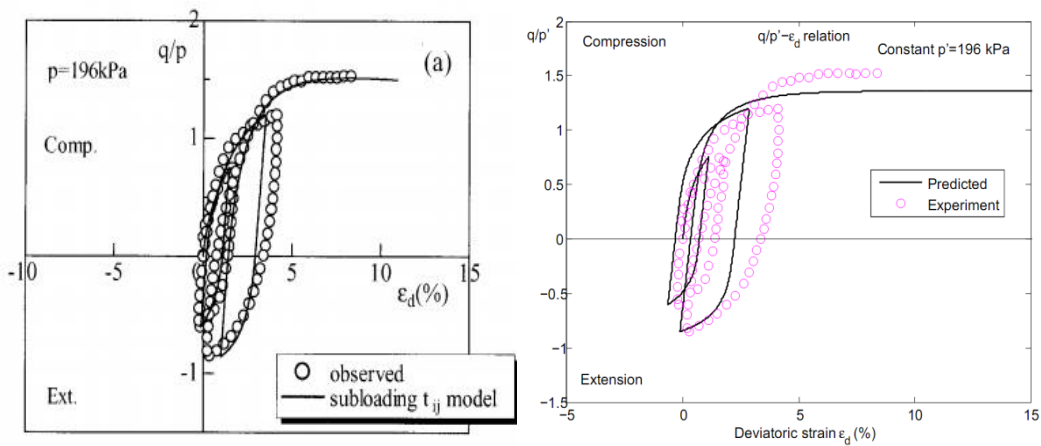 2
q/p
(a)
p=196kPa
1
Comp.
-10
-5
0
5
10
15
εd(%)
-1
observed
subloading tij model
Ext.
q/p'
q/p'−εd relation
Compression
Constant p'=196 kPa
2
1.5
1
0.5
0
−0.5
−1
−1.5
Predicted
Experiment
Extension
−5
0
5
10
15
Deviatoric strain εd (%)